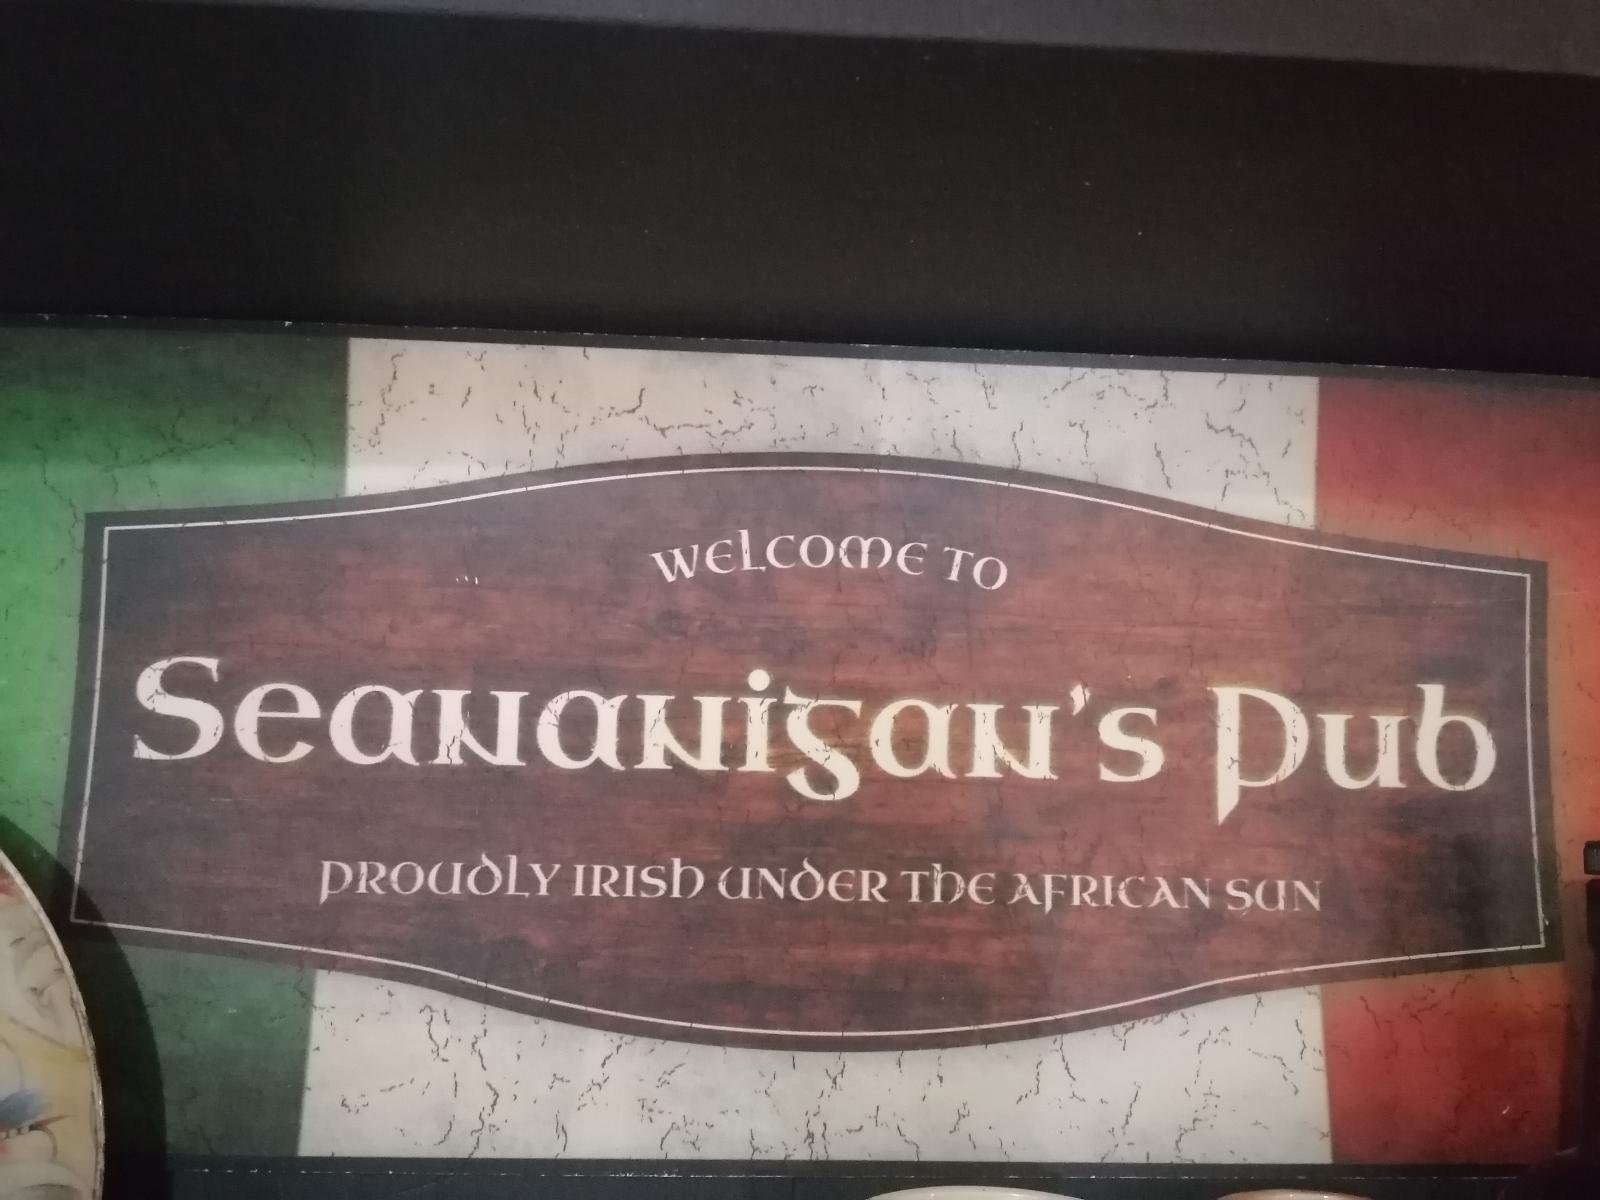 WELCOME TO
Seananigan's Pub
PROUDLY IRISH UNDER THE AFRICAN SUN